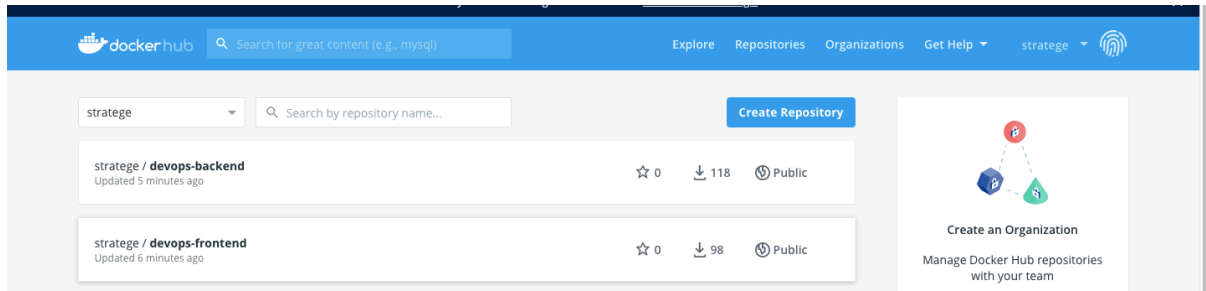 dockerhub
Search for great content (e.g., mysql)
Explore
Repositories
Organizations
Get Help
stratege
stratege
Search by repository name...
Create Repository
stratege / devops-backend
Updated 5 minutes ago
0
118
Public
stratege / devops-frontend
Updated 6 minutes ago
0
98
Public
Create an Organization
Manage Docker Hub repositories
with your team